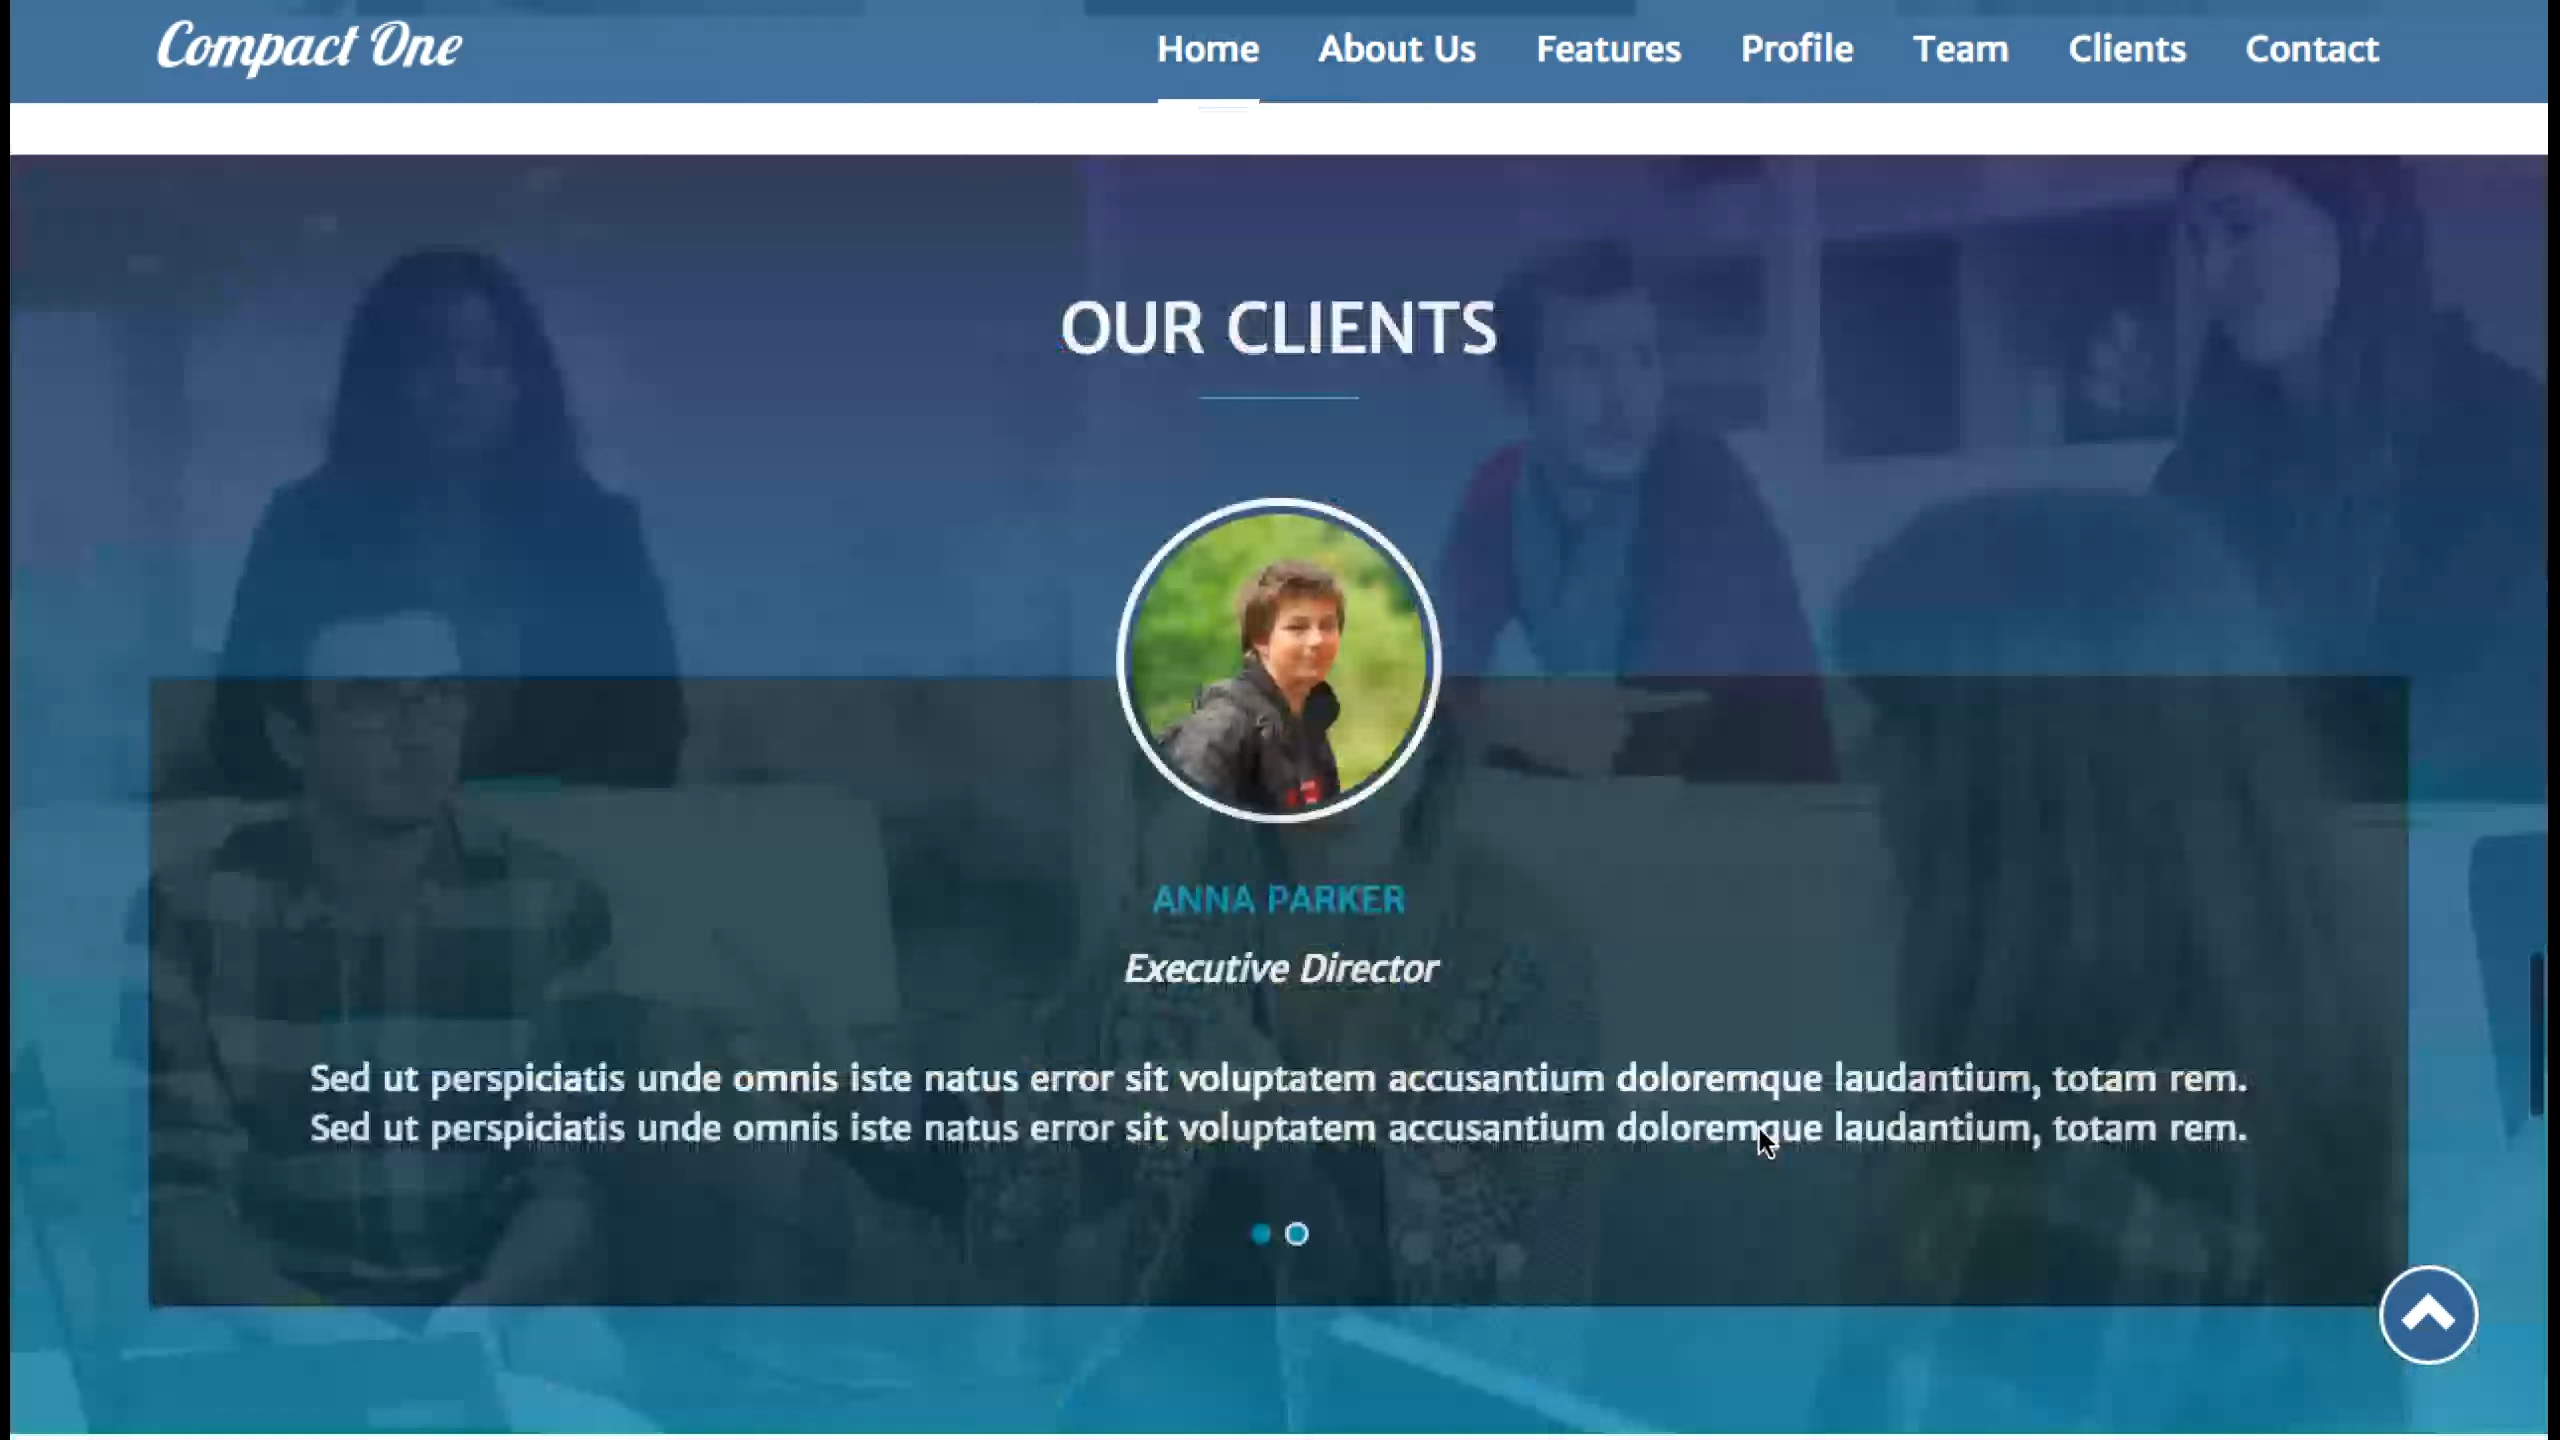 Compact One
Home About Us Features Profile Team Clients Contact
OUR CLIENTS
ANNA PARKER
Executive Director
Sed ut perspiciatis unde omnis iste natus error sit voluptatem accusantium doloremque laudantium, totam rem.
Sed ut perspiciatis unde omnis iste natus error sit voluptatem accusantium doloremque laudantium, totam rem.